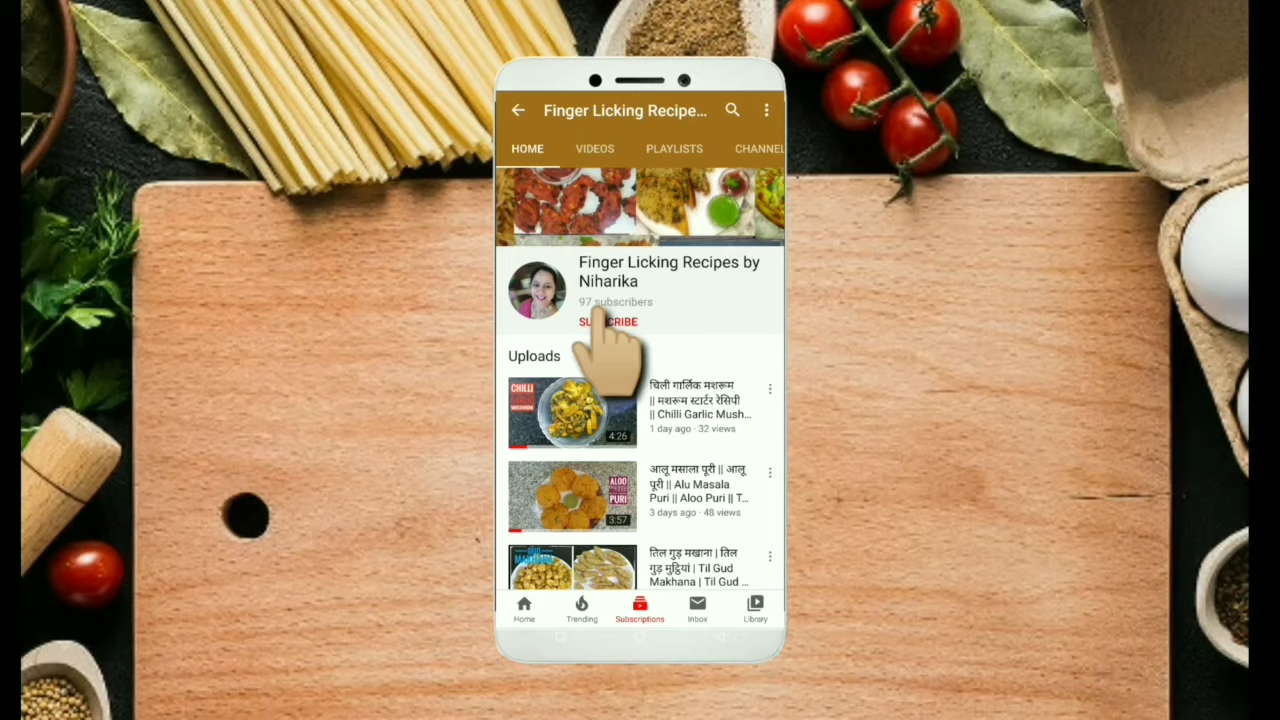 Finger Licking Recipe...
HOME VIDEOS PLAYLISTS CHANNEL
Finger Licking Recipes by
Niharika
97 subscribers
SUBSCRIBE
Uploads
CHILLI
4:26
चिली गार्लिक मशरूम
|| मशरूम स्टार्टर रेसिपी
|| Chilli Garlic Mush...
1 day ago · 32 views
ALOO
PURI
3:57
आलू मसाला पूरी || आलू
पूरी || Alu Masala
Puri || Aloo Puri || T...
3 days ago · 48 views
तिल गुड़ मखाना | तिल
गुड़ मुठ्ठियां | Til Gud
Makhana | Til Gud ...
Home Trending Subscriptions Inbox Library